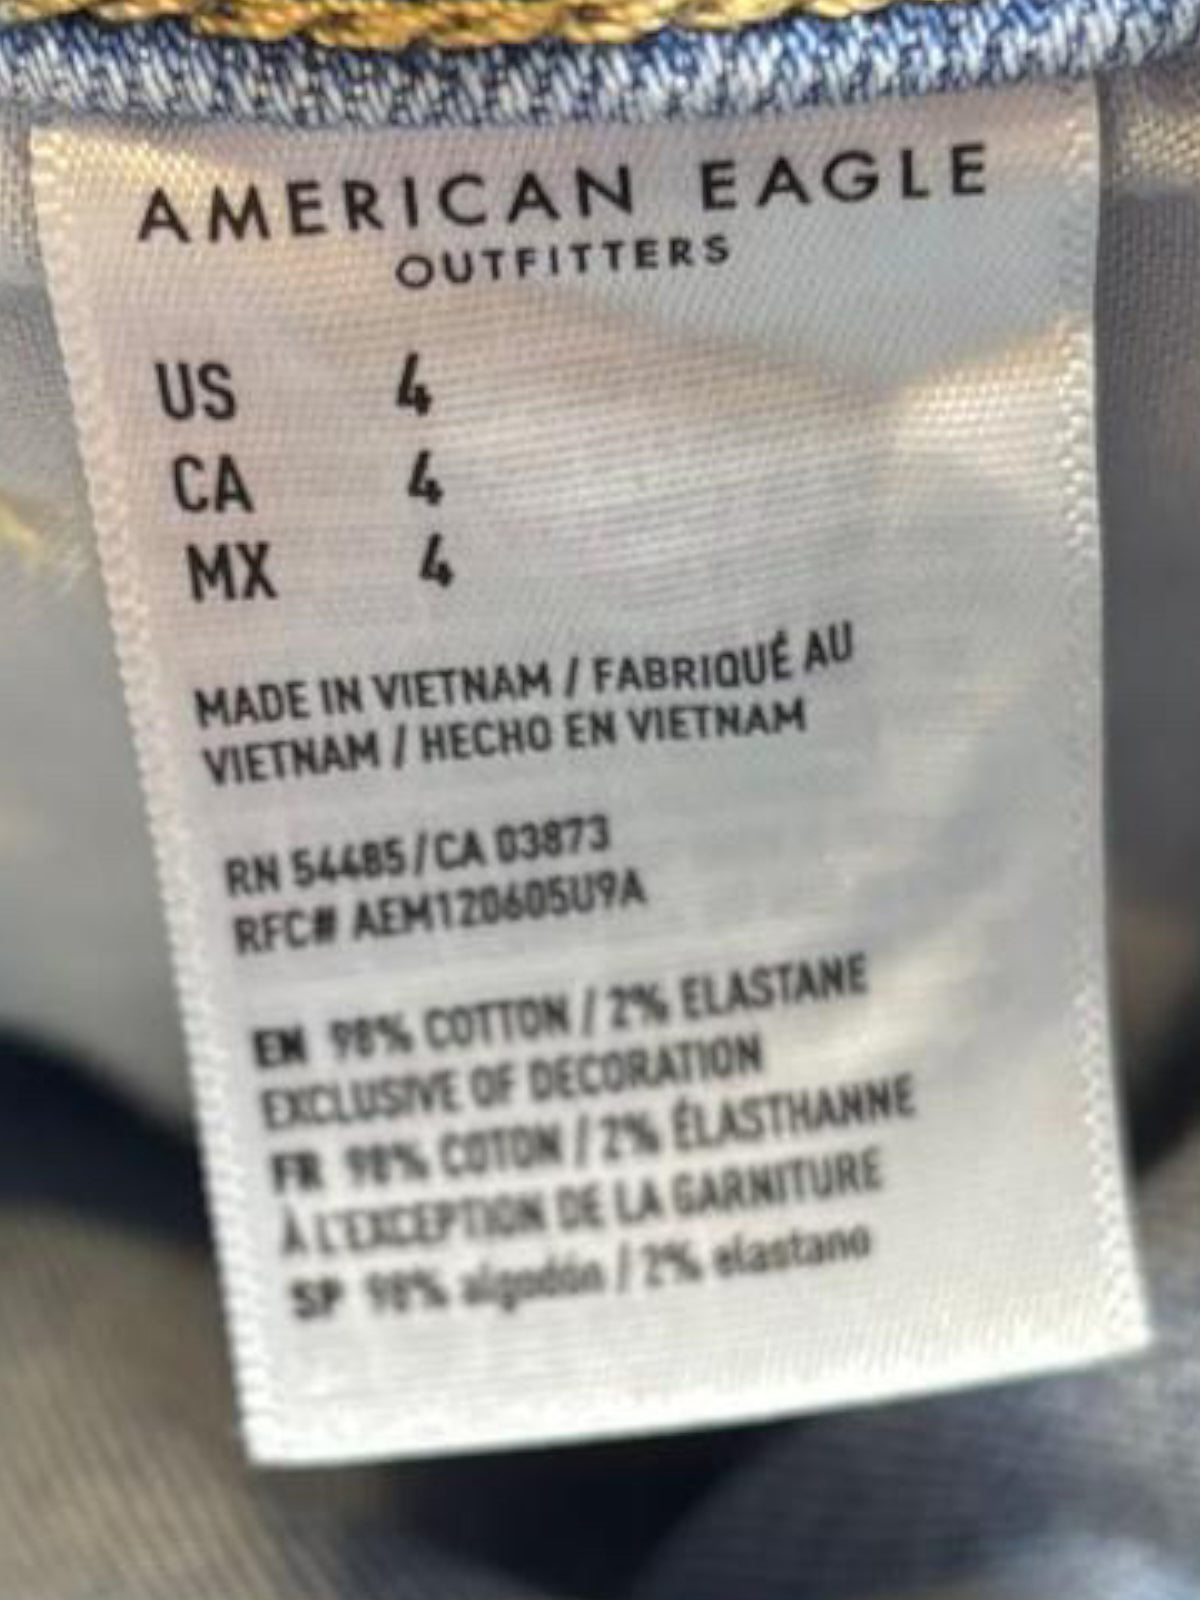 AMERICAN EAGLE
OUTFITTERS
US 4
CA 4
MX 4
MADE IN VIETNAM / FABRIQUÉ AU
VIETNAM / HECHO EN VIETNAM
RN 54485/CA 03873
RFC# AEM120605U9A
EN 98% COTTON / 2% ELASTANE
EXCLUSIVE OF DECORATION
FR 98% COTON / 2% ÉLASTHANNE
À L'EXCEPTION DE LA GARNITURE
SP 98% algodón / 2% elastano